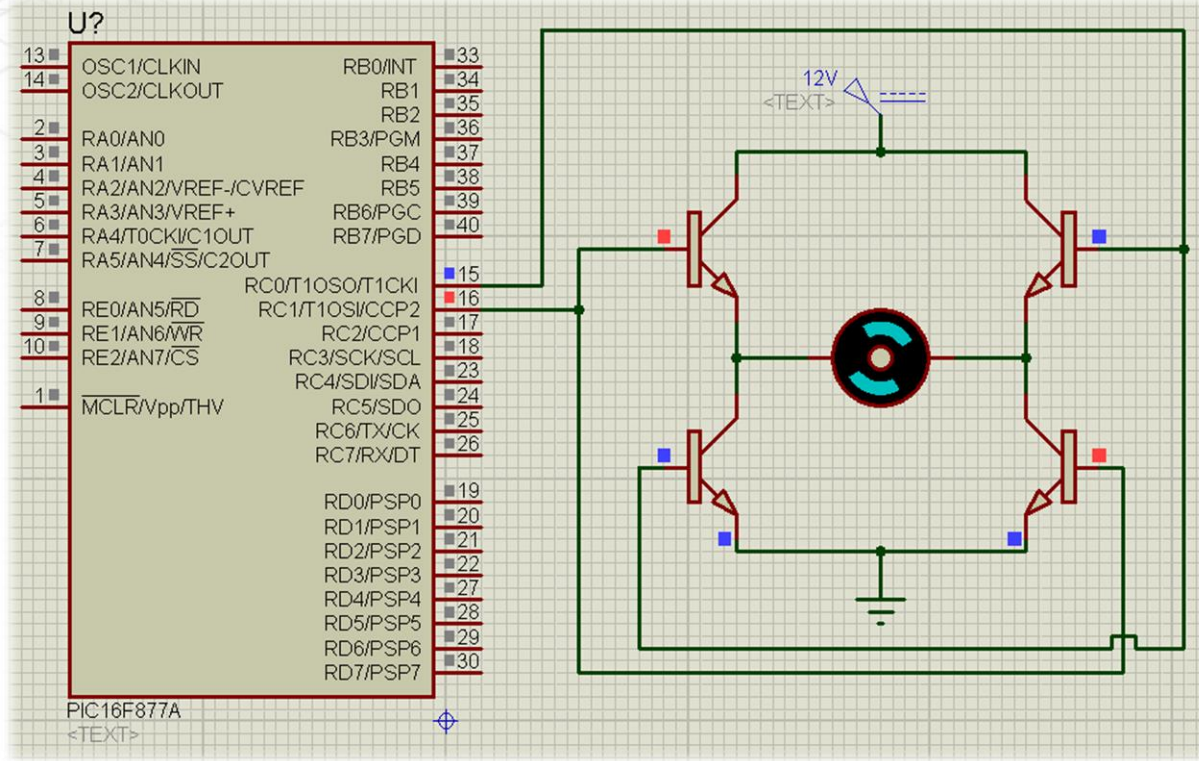 U?
13 OSC1/CLKIN
14 OSC2/CLKOUT
2 RA0/AN0
3 RA1/AN1
4 RA2/AN2/VREF-/CVREF
5 RA3/AN3/VREF+
6 RA4/T0CKI/C1OUT
7 RA5/AN4/SS/C2OUT
8 RE0/AN5/RD
9 RE1/AN6/WR
10 RE2/AN7/CS
1 MCLR/Vpp/THV
RB0/INT 33
RB1 34
RB2 35
RB3/PGM 36
RB4 37
RB5 38
RB6/PGC 39
RB7/PGD 40
RC0/T1OSO/T1CKI 15
RC1/T1OSI/CCP2 16
RC2/CCP1 17
RC3/SCK/SCL 18
RC4/SDI/SDA 23
RC5/SDO 24
RC6/TX/CK 25
RC7/RX/DT 26
RD0/PSP0 19
RD1/PSP1 20
RD2/PSP2 21
RD3/PSP3 22
RD4/PSP4 27
RD5/PSP5 28
RD6/PSP6 29
RD7/PSP7 30
PIC16F877A
<TEXT>
12V
<TEXT>